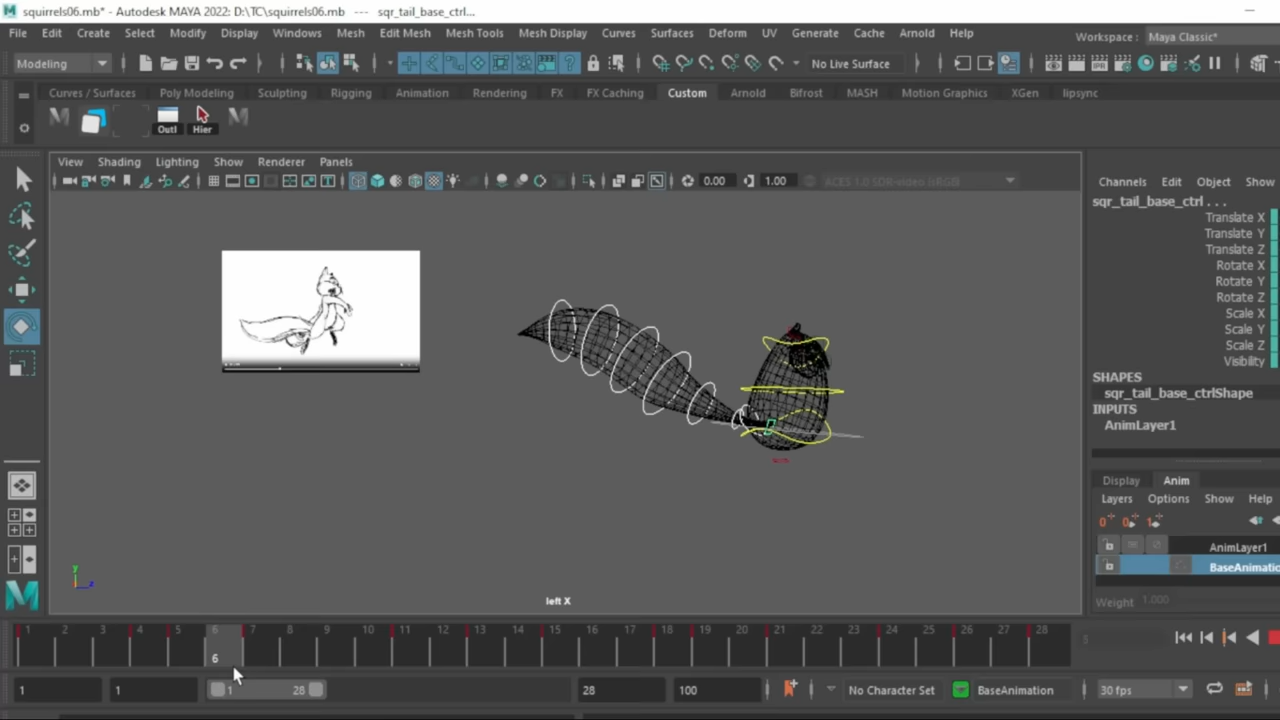 squirrels06.mb* - Autodesk MAYA 2022: D:\TC\squirrels06.mb --- sqr_tail_base_ctrl...
File Edit Create Select Modify Display Windows Mesh Edit Mesh Mesh Tools Mesh Display Curves Surfaces Deform UV Generate Cache Arnold Help Workspace : Maya Classic*
Modeling No Live Surface
Curves / Surfaces Poly Modeling Sculpting Rigging Animation Rendering FX FX Caching Custom Arnold Bifrost MASH Motion Graphics XGen lipsync
Outl Hier
View Shading Lighting Show Renderer Panels
0.00 1.00 ACES 1.0 SDR-video (sRGB)
Channels Edit Object Show
sqr_tail_base_ctrl . . .
Translate X
Translate Y
Translate Z
Rotate X
Rotate Y
Rotate Z
Scale X
Scale Y
Scale Z
Visibility
SHAPES
sqr_tail_base_ctrlShape
INPUTS
AnimLayer1
Display Anim
Layers Options Show Help
AnimLayer1
BaseAnimatio
Weight 1.000
y
z
left X
1 2 3 4 5 6 7 8 9 10 11 12 13 14 15 16 17 18 19 20 21 22 23 24 25 26 27 28
6
1 1 1 28 28 100 No Character Set BaseAnimation 30 fps